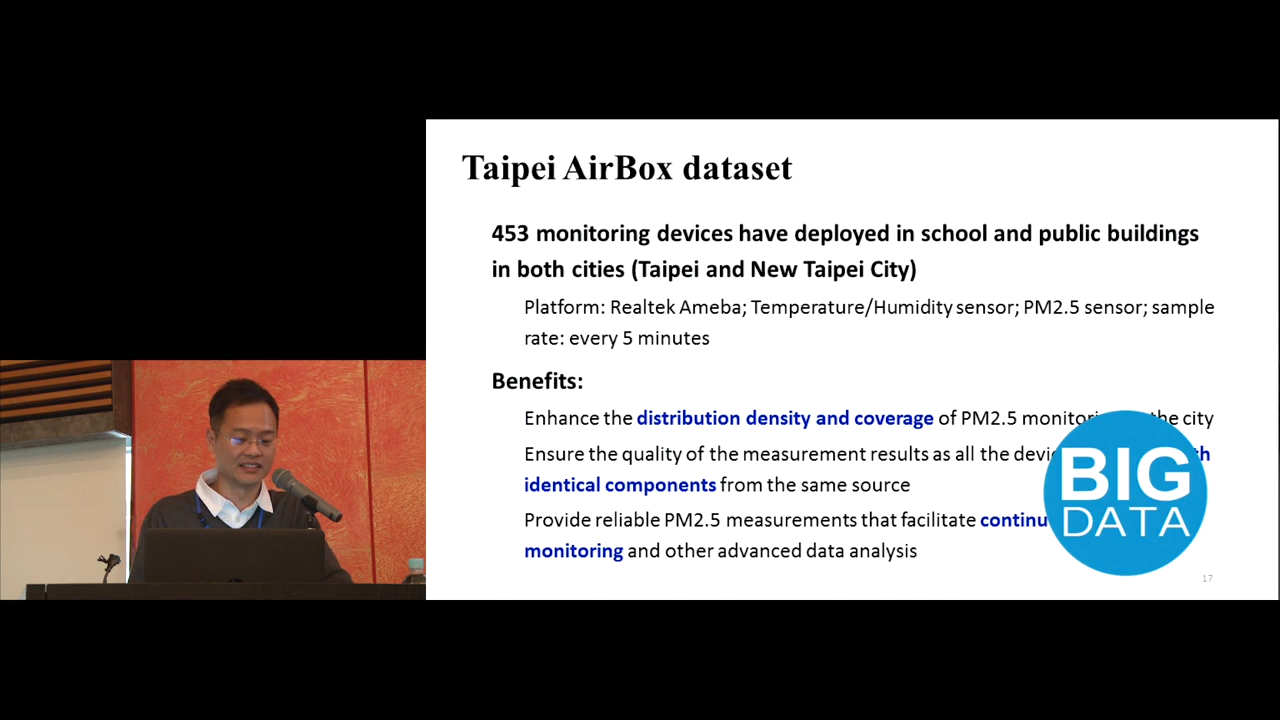 Taipei AirBox dataset
453 monitoring devices have deployed in school and public buildings
in both cities (Taipei and New Taipei City)
Platform: Realtek Ameba; Temperature/Humidity sensor; PM2.5 sensor; sample
rate: every 5 minutes
Benefits:
Enhance the distribution density and coverage of PM2.5 the city
Ensure the quality of the measurement results as all the
identical components from the same source
Provide reliable PM2.5 measurements that facilitate
monitoring and other advanced data analysis
BIG
DATA
17